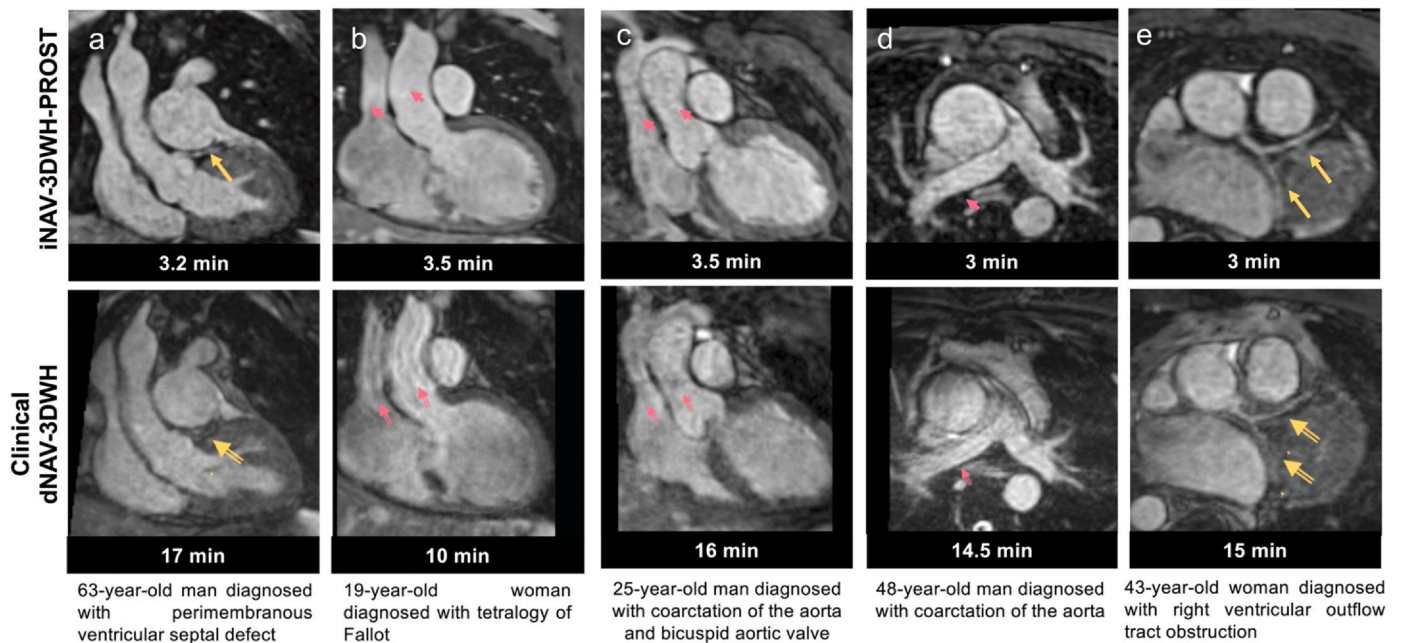 iNAV-3DWH-PROST
a
b
c
d
e
3.2 min
3.5 min
3.5 min
3 min
3 min
Clinical
dNAV-3DWH
17 min
10 min
16 min
14.5 min
15 min
63-year-old man diagnosed
with perimembranous
ventricular septal defect
19-year-old woman
diagnosed with tetralogy of
Fallot
25-year-old man diagnosed
with coarctation of the aorta
and bicuspid aortic valve
48-year-old man diagnosed
with coarctation of the aorta
43-year-old woman diagnosed
with right ventricular outflow
tract obstruction